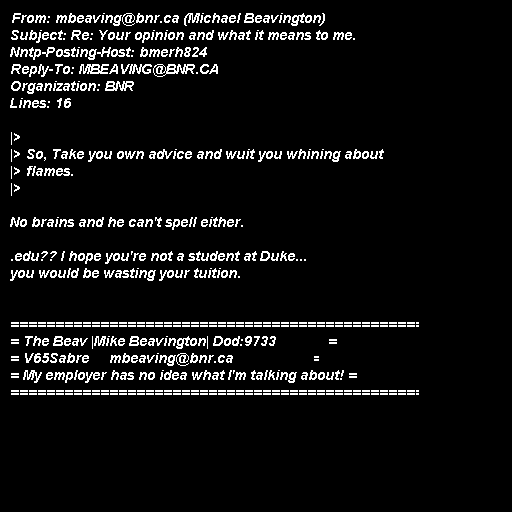 From: mbeaving@bnr.ca (Michael Beavington)
Subject: Re: Your opinion and what it means to me.
Nntp-Posting-Host: bmerh824
Reply-To: MBEAVING@BNR.CA
Organization: BNR
Lines: 16
|>
|> So, Take you own advice and wuit you whining about
|> flames.
|>
No brains and he can't spell either.
.edu?? I hope you're not a student at Duke...
you would be wasting your tuition.
==============================================
= The Beav |Mike Beavington| Dod:9733 =
= V65Sabre mbeaving@bnr.ca =
= My employer has no idea what I'm talking about! =
==============================================